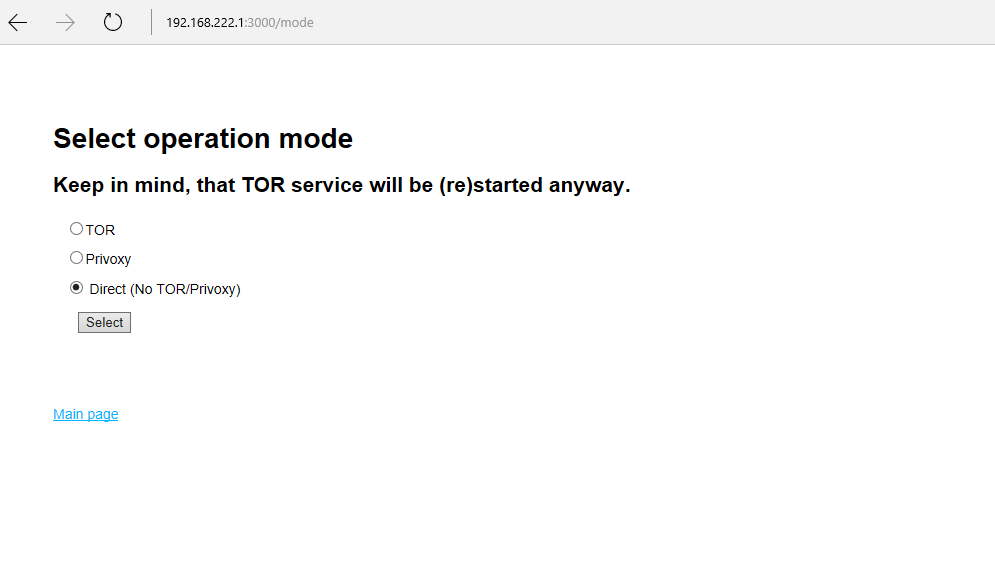 192.168.222.1:3000/mode
Select operation mode
Keep in mind, that TOR service will be (re)started anyway.
TOR
Privoxy
Direct (No TOR/Privoxy)
Select
Main page